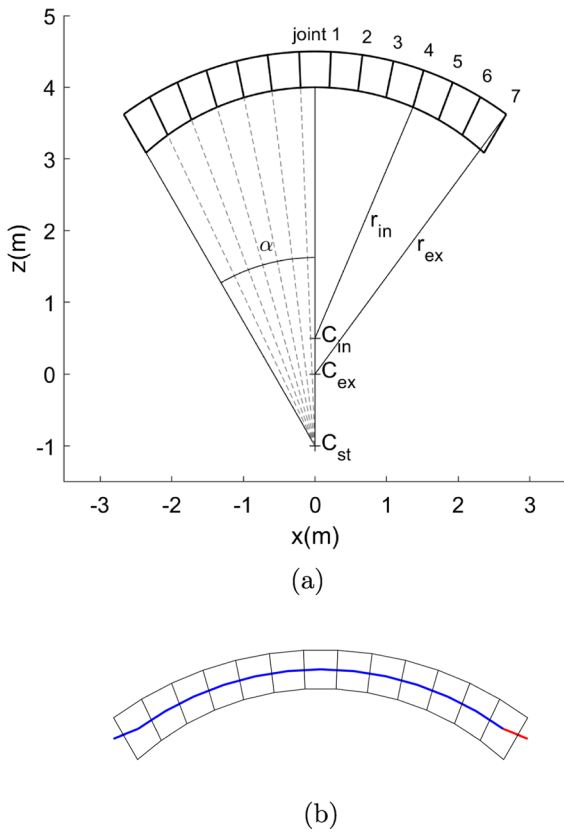 5
joint 1 2 3 4 5 6 7
4
3
2
1
0
-1
z(m)
α
r_in
r_ex
C_in
C_ex
C_st
-3 -2 -1 0 1 2 3
x(m)
(a)
(b)